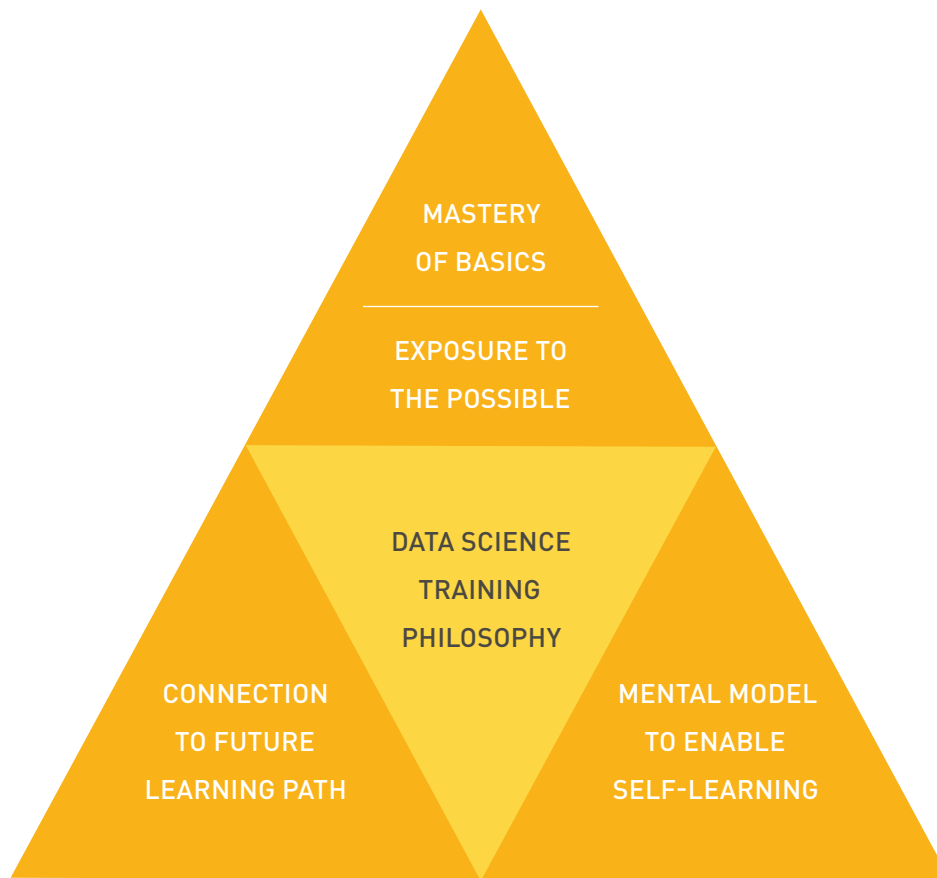 MASTERY
OF BASICS
EXPOSURE TO
THE POSSIBLE
DATA SCIENCE
TRAINING
PHILOSOPHY
CONNECTION
TO FUTURE
LEARNING PATH
MENTAL MODEL
TO ENABLE
SELF-LEARNING